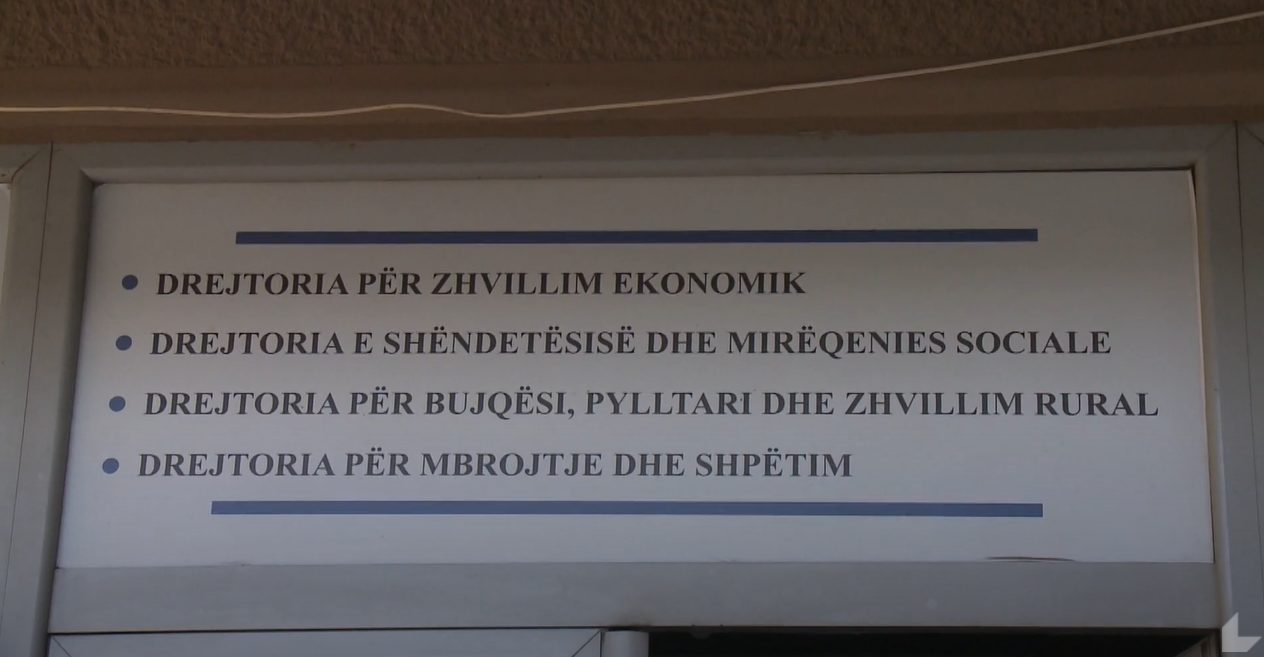 • DREJTORIA PËR ZHVILLIM EKONOMIK
• DREJTORIA E SHËNDETËSISË DHE MIRËQENIES SOCIALE
• DREJTORIA PËR BUJQËSI, PYLLTARI DHE ZHVILLIM RURAL
• DREJTORIA PËR MBROJTJE DHE SHPËTIM